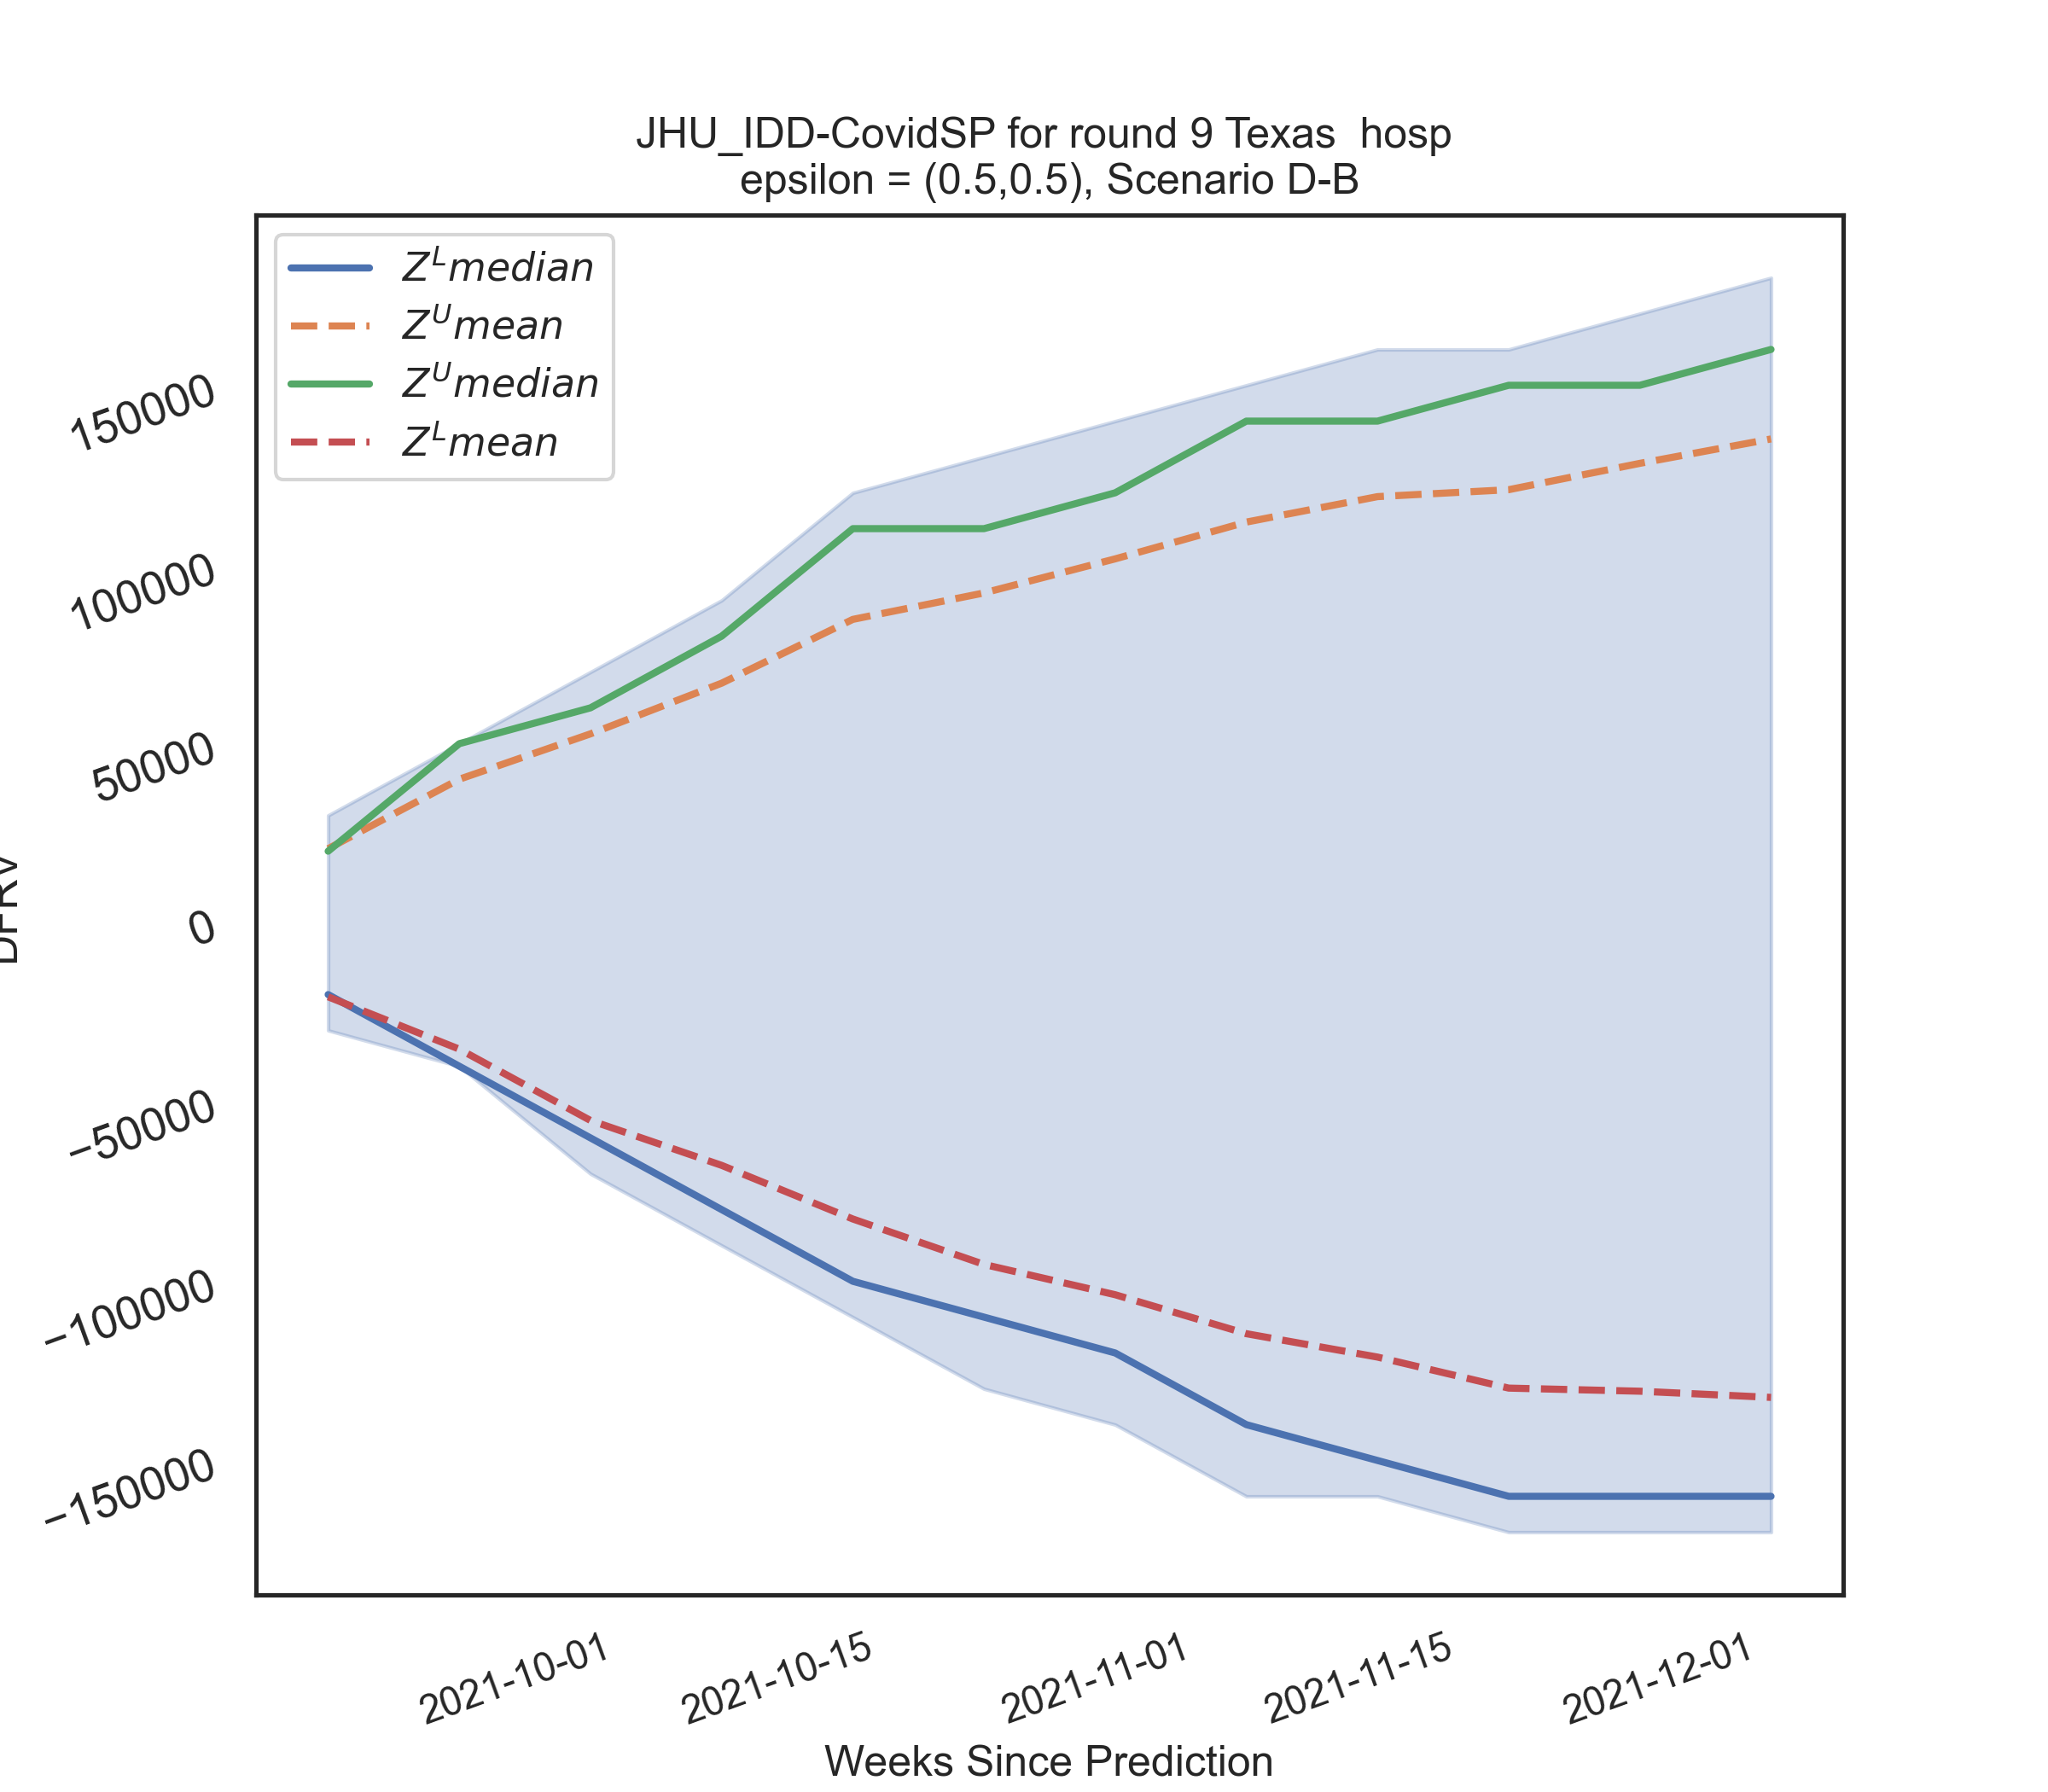 JHU_IDD-CovidSP for round 9 Texas hosp
epsilon = (0.5,0.5), Scenario D-B
Z^L median
Z^U mean
Z^U median
Z^L mean
150000
100000
50000
0
−50000
−100000
−150000
2021-10-01
2021-10-15
2021-11-01
2021-11-15
2021-12-01
Weeks Since Prediction